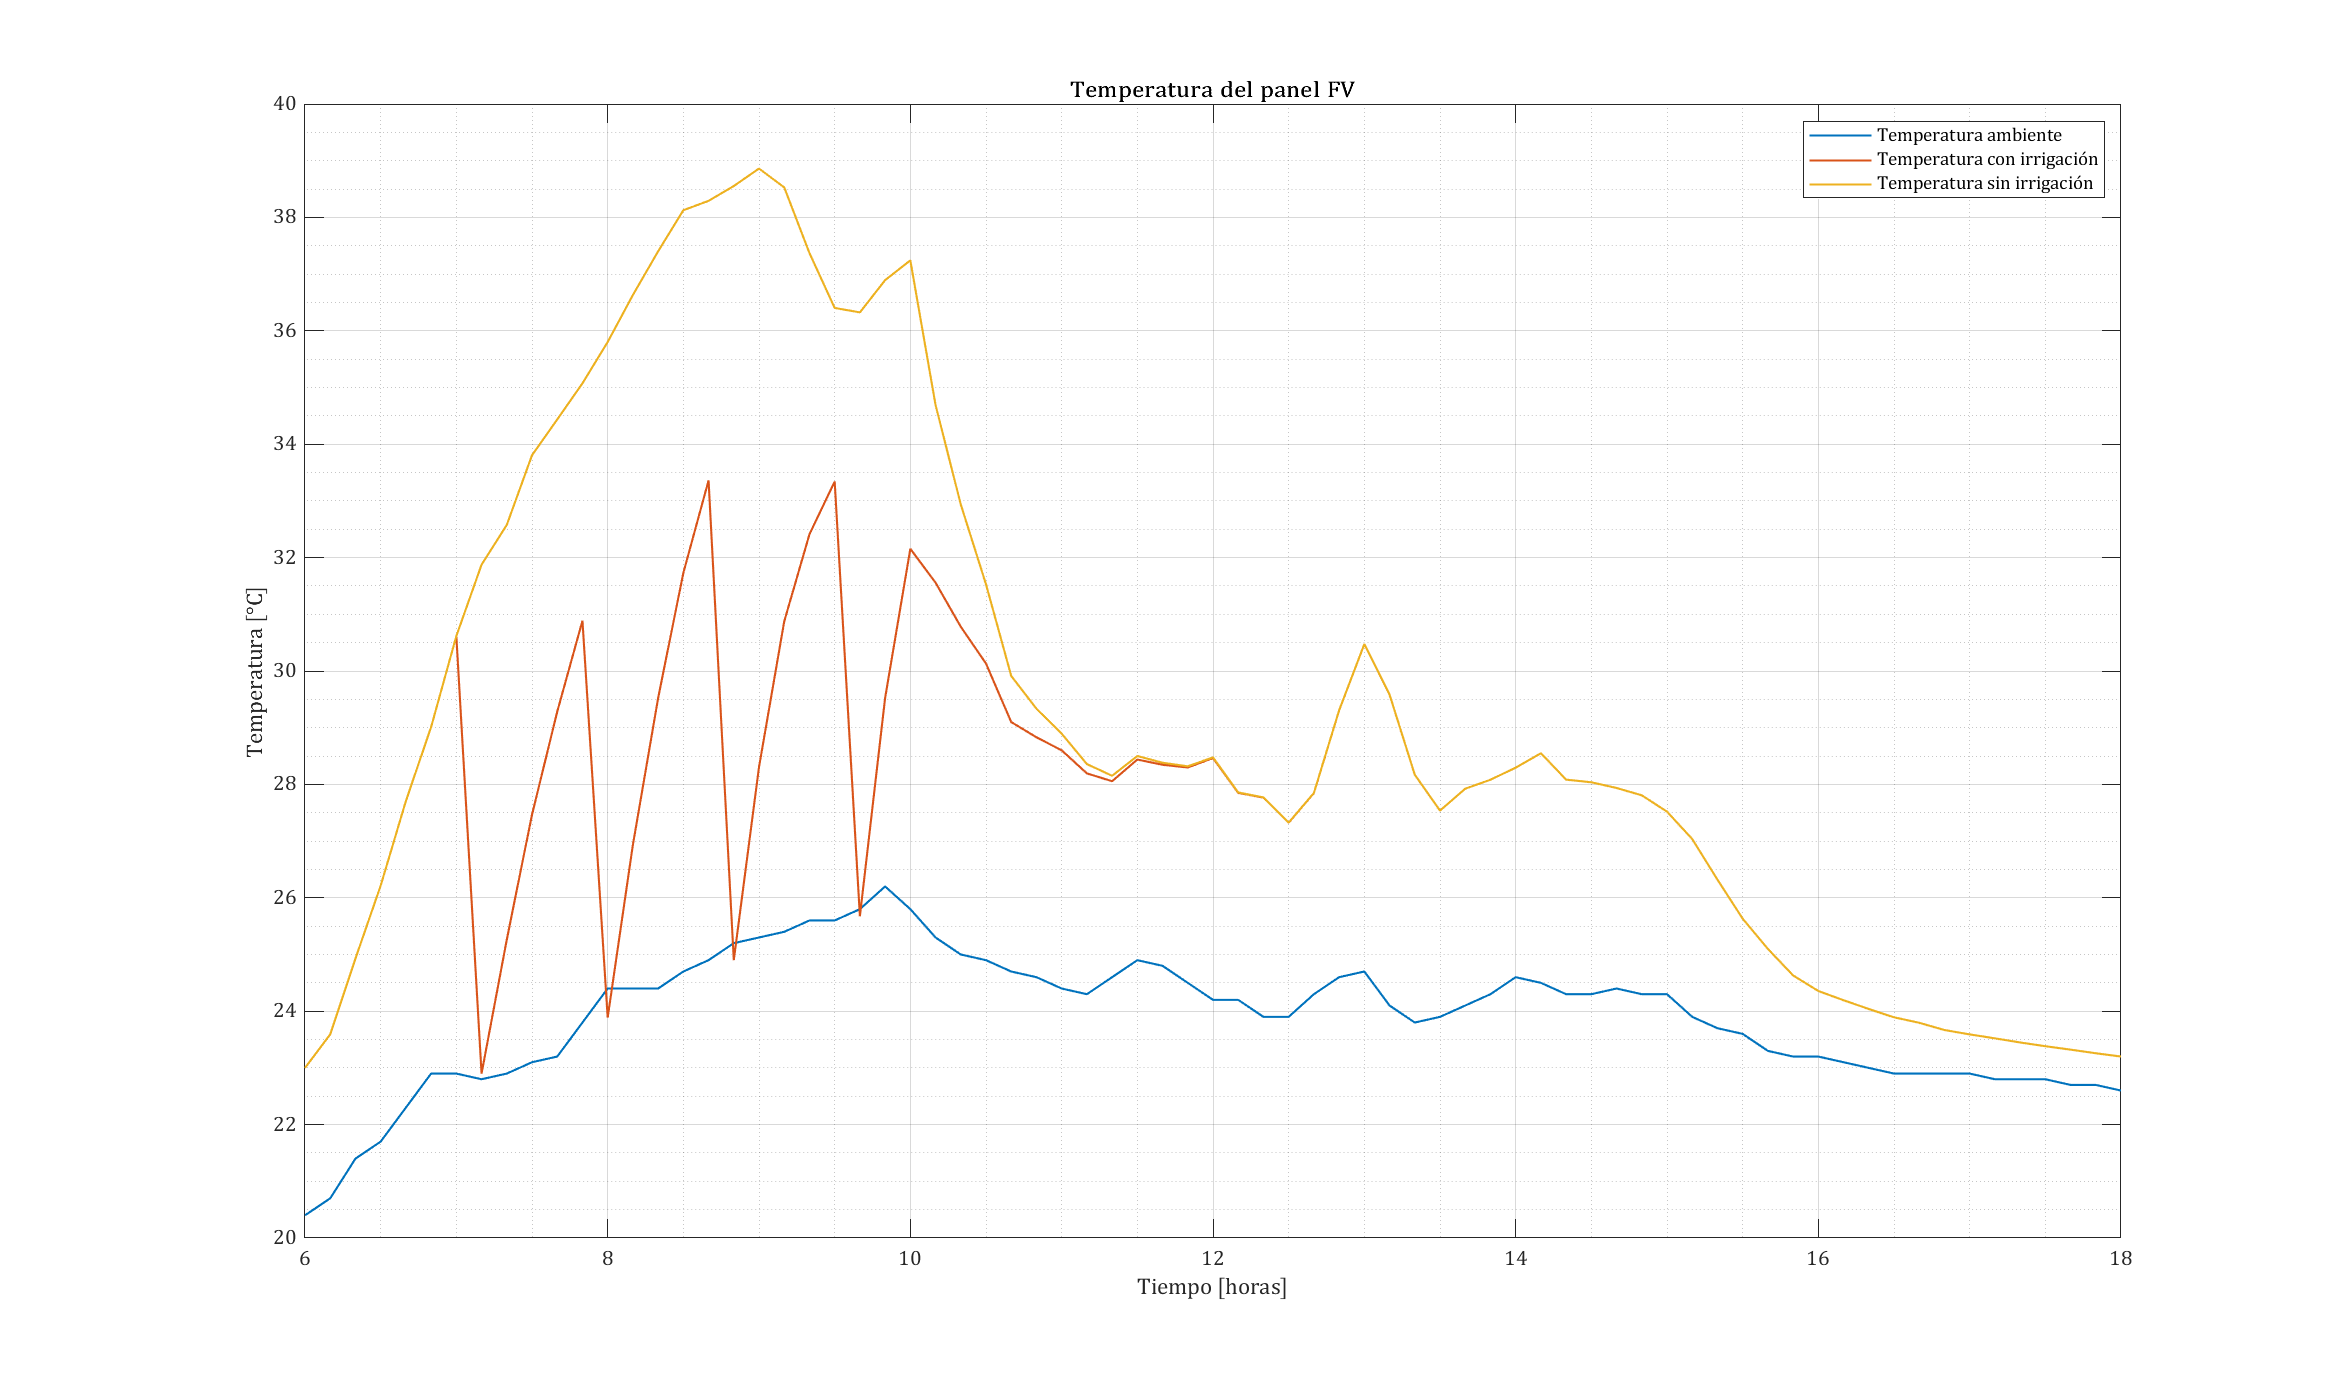 Temperatura del panel FV
Temperatura ambiente
Temperatura con irrigación
Temperatura sin irrigación
Temperatura [°C]
40
38
36
34
32
30
28
26
24
22
20
6 8 10 12 14 16 18
Tiempo [horas]